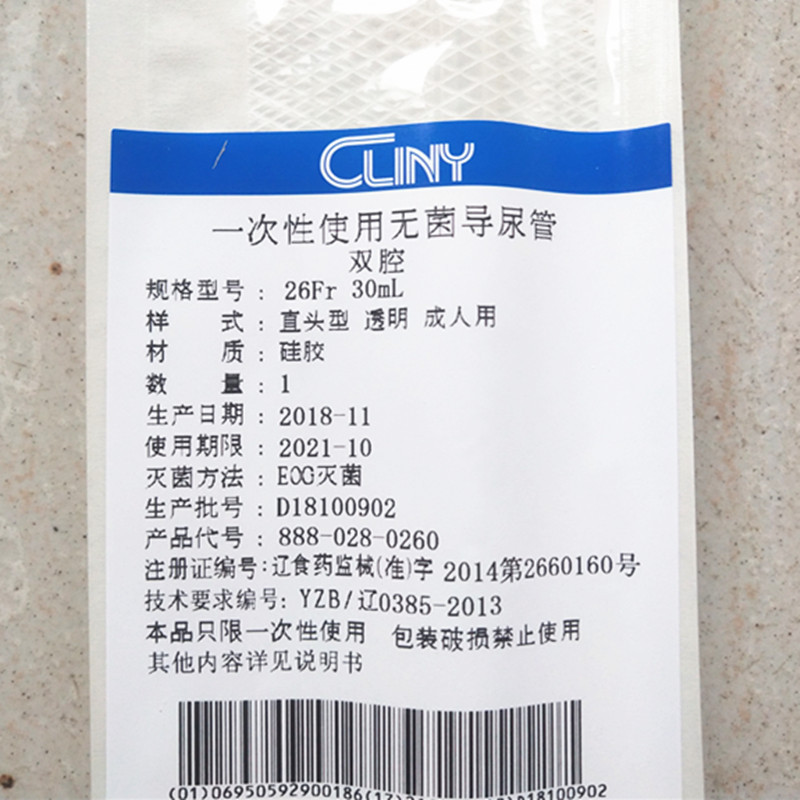 CLINY
一次性使用无菌导尿管
双腔
规格型号：26Fr 30mL
样 式：直头型 透明 成人用
材 质：硅胶
数 量：1
生产日期：2018-11
使用期限：2021-10
灭菌方法：EOG灭菌
生产批号：D18100902
产品代号：888-028-0260
注册证编号：辽食药监械(准)字 2014第2660160号
技术要求编号：YZB/辽0385-2013
本品只限一次性使用 包装破损禁止使用
其他内容详见说明书
(01)06950592900186(17)2 D18100902